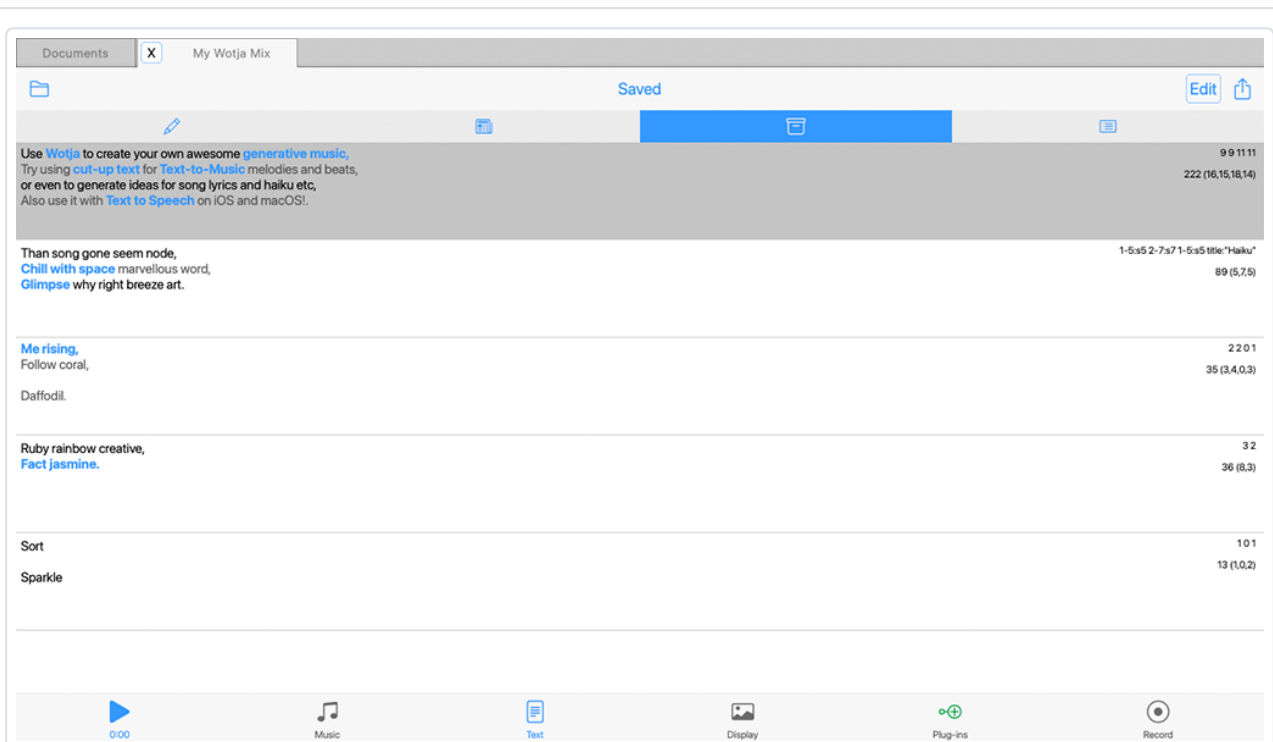 Documents
X
My Wotja Mix
Saved
Edit
Use Wotja to create your own awesome generative music,
9 9 11 11
Try using cut-up text for Text-to-Music melodies and beats,
222 (16,15,18,14)
or even to generate ideas for song lyrics and haiku etc,
Also use it with Text to Speech on iOS and macOS!.
Than song gone seem node,
1-5:s5 2-7:s7 1-5:s5 title:"Haiku"
Chill with space marvellous word,
89 (5,7,5)
Glimpse why right breeze art.
Me rising,
2 2 0 1
Follow coral,
35 (3,4,0,3)
Daffodil.
Ruby rainbow creative,
3 2
Fact jasmine.
36 (8,3)
Sort
1 0 1
13 (1,0,2)
Sparkle
0:00
Music
Text
Display
Plug-ins
Record